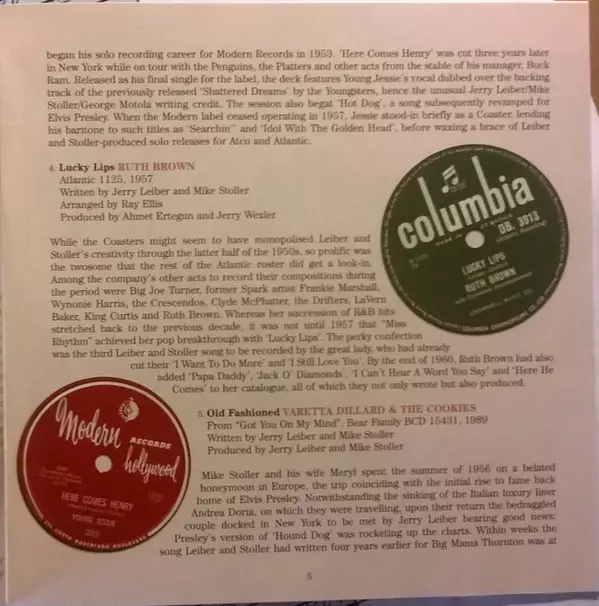 began his solo recording career for Modern Records in 1953. 'Here Comes Henry' was cut three years later
in New York while on tour with the Penguins, the Platters and other acts from the stable of his manager, Buck
Ram. Released as his final single for the label, the deck features Young Jessie's vocal dubbed over the backing
track of the previously released 'Shattered Dreams' by the Youngsters, hence the unusual Jerry Leiber/Mike
Stoller/George Motola writing credit. The session also begat 'Hot Dog', a song subsequently revamped for
Elvis Presley. When the Modern label ceased operating in 1957, Jessie stood-in briefly as a Coaster, lending
his baritone to such titles as 'Searchin'' and 'Idol With The Golden Head', before waxing a brace of Leiber
and Stoller-produced solo releases for Atco and Atlantic.
4. Lucky Lips RUTH BROWN
Atlantic 1125, 1957
Written by Jerry Leiber and Mike Stoller
Arranged by Ray Ellis
Produced by Ahmet Ertegun and Jerry Wexler
columbia
DB. 3913
LUCKY LIPS
RUTH BROWN
While the Coasters might seem to have monopolised Leiber and
Stoller's creativity through the latter half of the 1950s, so prolific was
the twosome that the rest of the Atlantic roster did get a look-in.
Among the company's other acts to record their compositions during
the period were Big Joe Turner, former Spark artist Frankie Marshall,
Wynonie Harris, the Crescendos, Clyde McPhatter, the Drifters, LaVern
Baker, King Curtis and Ruth Brown. Whereas her succession of R&B hits
stretched back to the previous decade, it was not until 1957 that "Miss
Rhythm" achieved her pop breakthrough with 'Lucky Lips'. The perky confection
was the third Leiber and Stoller song to be recorded by the great lady, who had already
cut their 'I Want To Do More' and 'I Still Love You'. By the end of 1960, Ruth Brown had also
added 'Papa Daddy', 'Jack O' Diamonds', 'I Can't Hear A Word You Say' and 'Here He
Comes' to her catalogue, all of which they not only wrote but also produced.
Modern
RECORDS
hollywood
HERE COMES HENRY
YOUNG JESSIE
5. Old Fashioned VARETTA DILLARD & THE COOKIES
From "Got You On My Mind", Bear Family BCD 15431, 1989
Written by Jerry Leiber and Mike Stoller
Produced by Jerry Leiber and Mike Stoller
Mike Stoller and his wife Meryl spent the summer of 1956 on a belated
honeymoon in Europe, the trip coinciding with the initial rise to fame back
home of Elvis Presley. Notwithstanding the sinking of the Italian luxury liner
Andrea Doria, on which they were travelling, upon their return the bedraggled
couple docked in New York to be met by Jerry Leiber bearing good news:
Presley's version of 'Hound Dog' was rocketing up the charts. Within weeks the
song Leiber and Stoller had written four years earlier for Big Mama Thornton was at
5